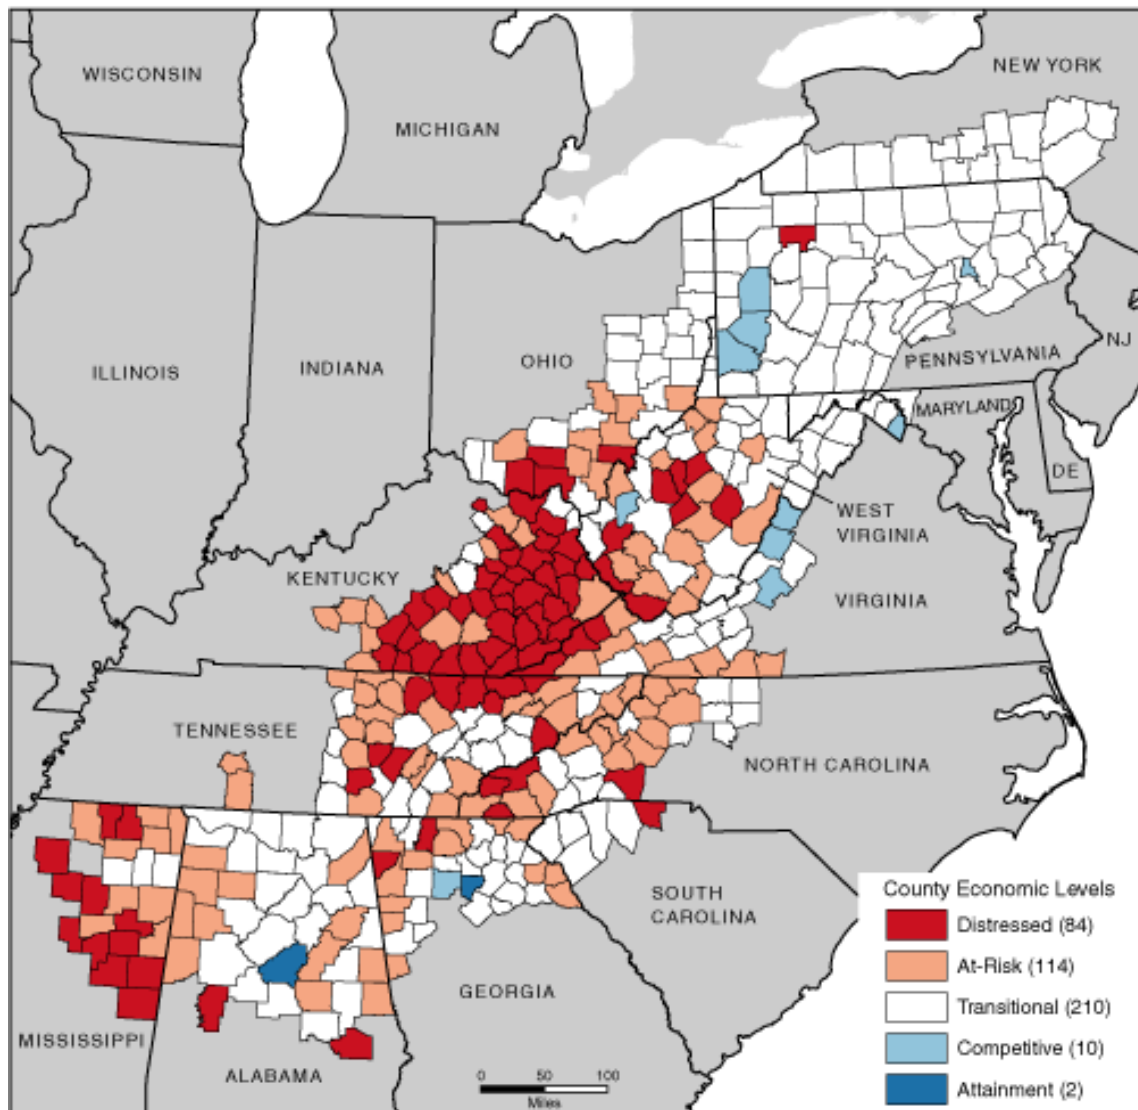 NEW YORK
WISCONSIN
MICHIGAN
ILLINOIS
INDIANA
OHIO
PENNSYLVANIA
NJ
MARYLAND
DE
WEST
VIRGINIA
KENTUCKY
VIRGINIA
TENNESSEE
NORTH CAROLINA
SOUTH
CAROLINA
GEORGIA
MISSISSIPPI
ALABAMA
County Economic Levels
Distressed (84)
At-Risk (114)
Transitional (210)
Competitive (10)
Attainment (2)
0 50 100
Miles